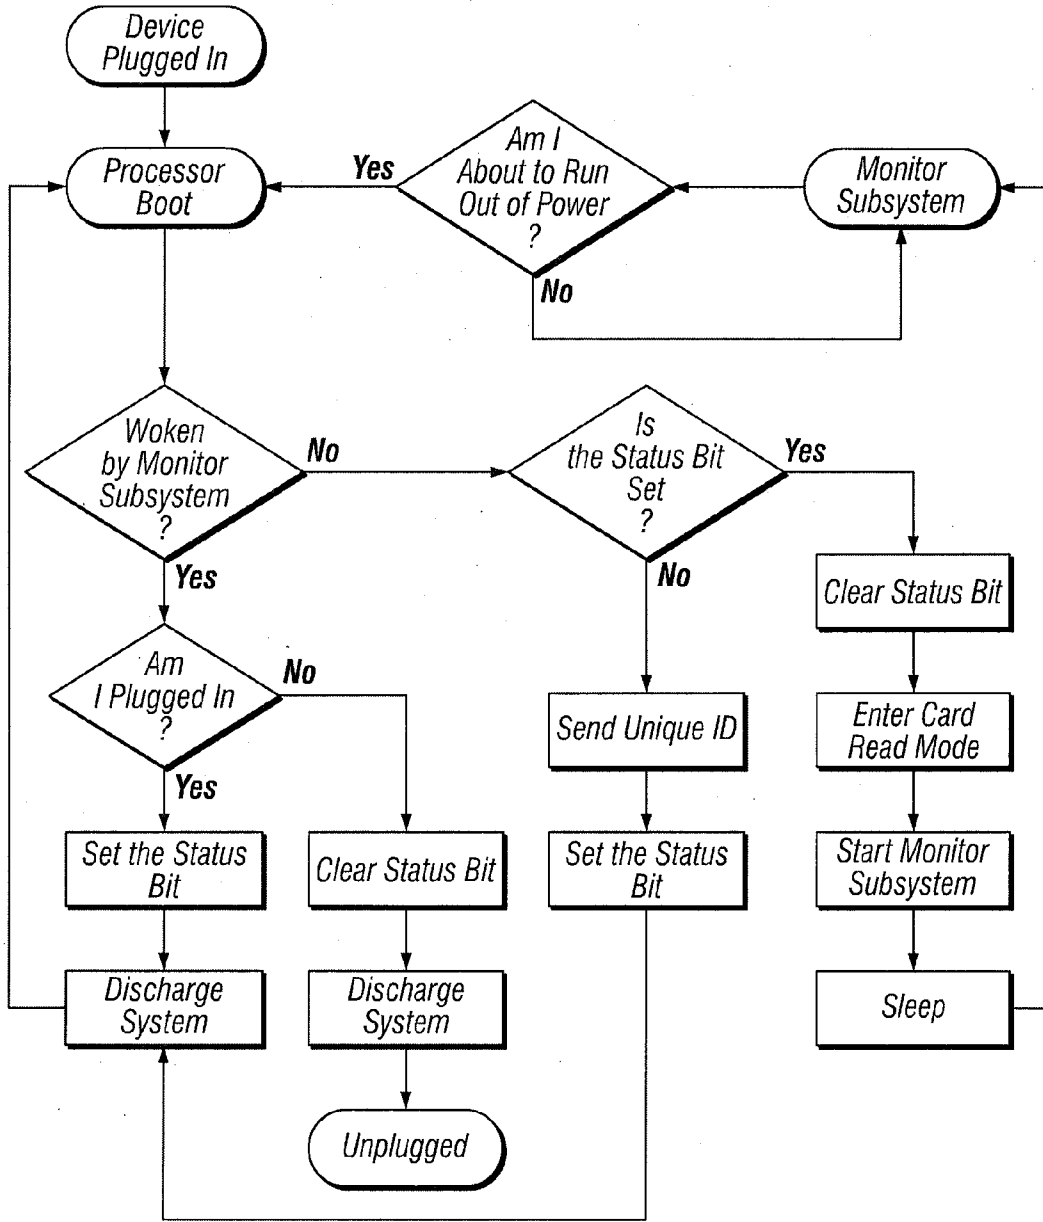 Device
Plugged In
Processor
Boot
Yes
Am I
About to Run
Out of Power
?
No
Monitor
Subsystem
Woken
by Monitor
Subsystem
?
No
Yes
Is
the Status Bit
Set
?
Yes
No
Clear Status Bit
Am
I Plugged In
?
No
Yes
Send Unique ID
Enter Card
Read Mode
Set the Status
Bit
Clear Status Bit
Set the Status
Bit
Start Monitor
Subsystem
Discharge
System
Discharge
System
Sleep
Unplugged